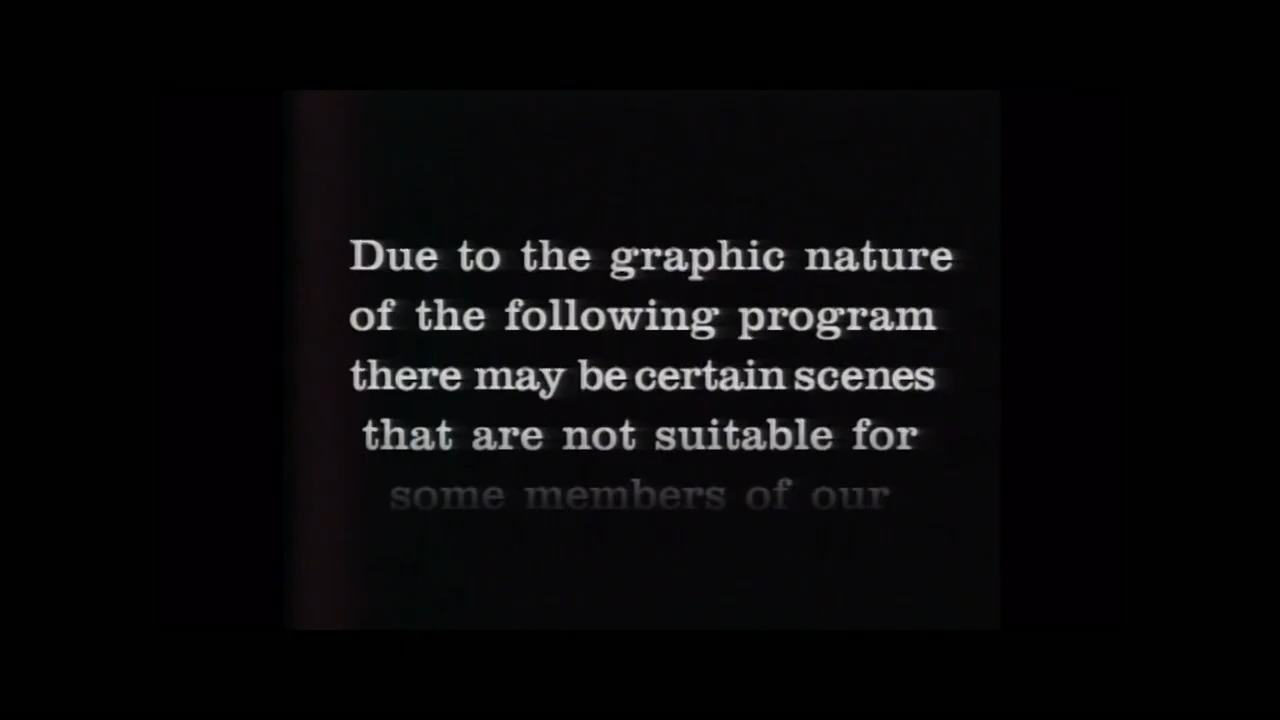 Due to the graphic nature
of the following program
there may be certain scenes
that are not suitable for
some members of our